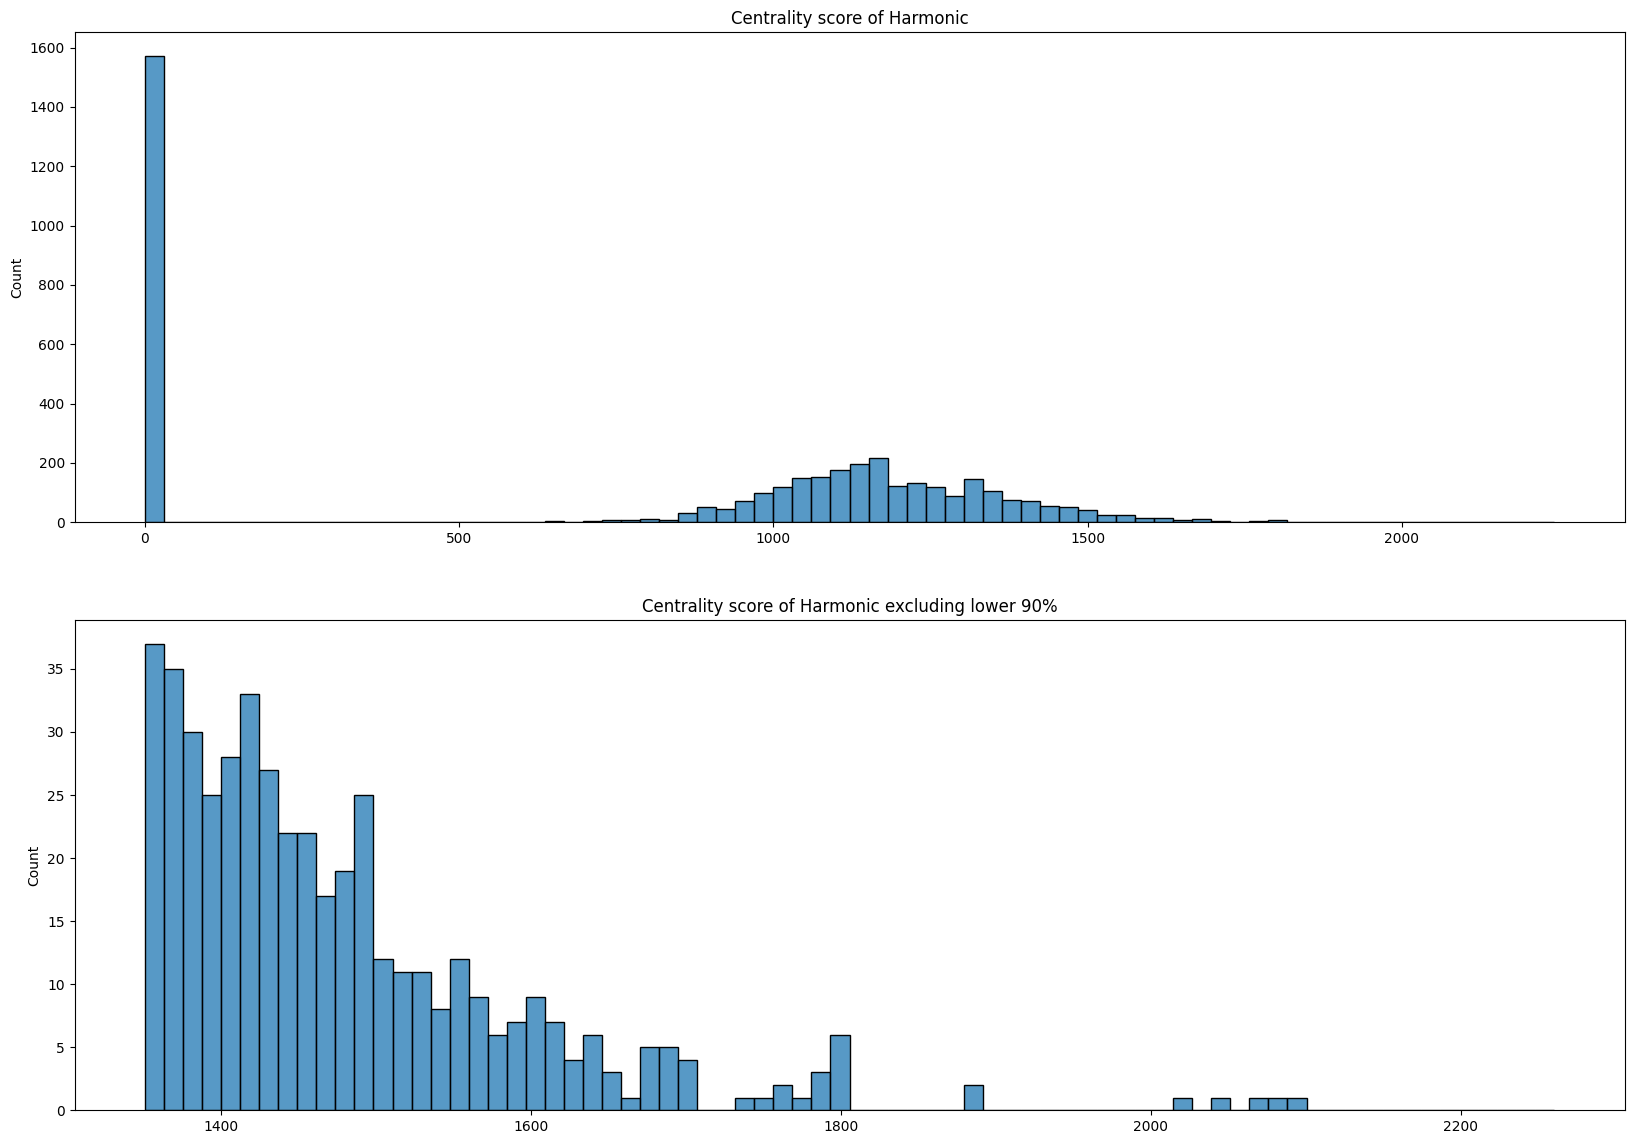 Centrality score of Harmonic
1600
1400
1200
1000
800
600
400
200
0
Count
0 500 1000 1500 2000
Centrality score of Harmonic excluding lower 90%
35
30
25
20
15
10
5
0
Count
1400 1600 1800 2000 2200